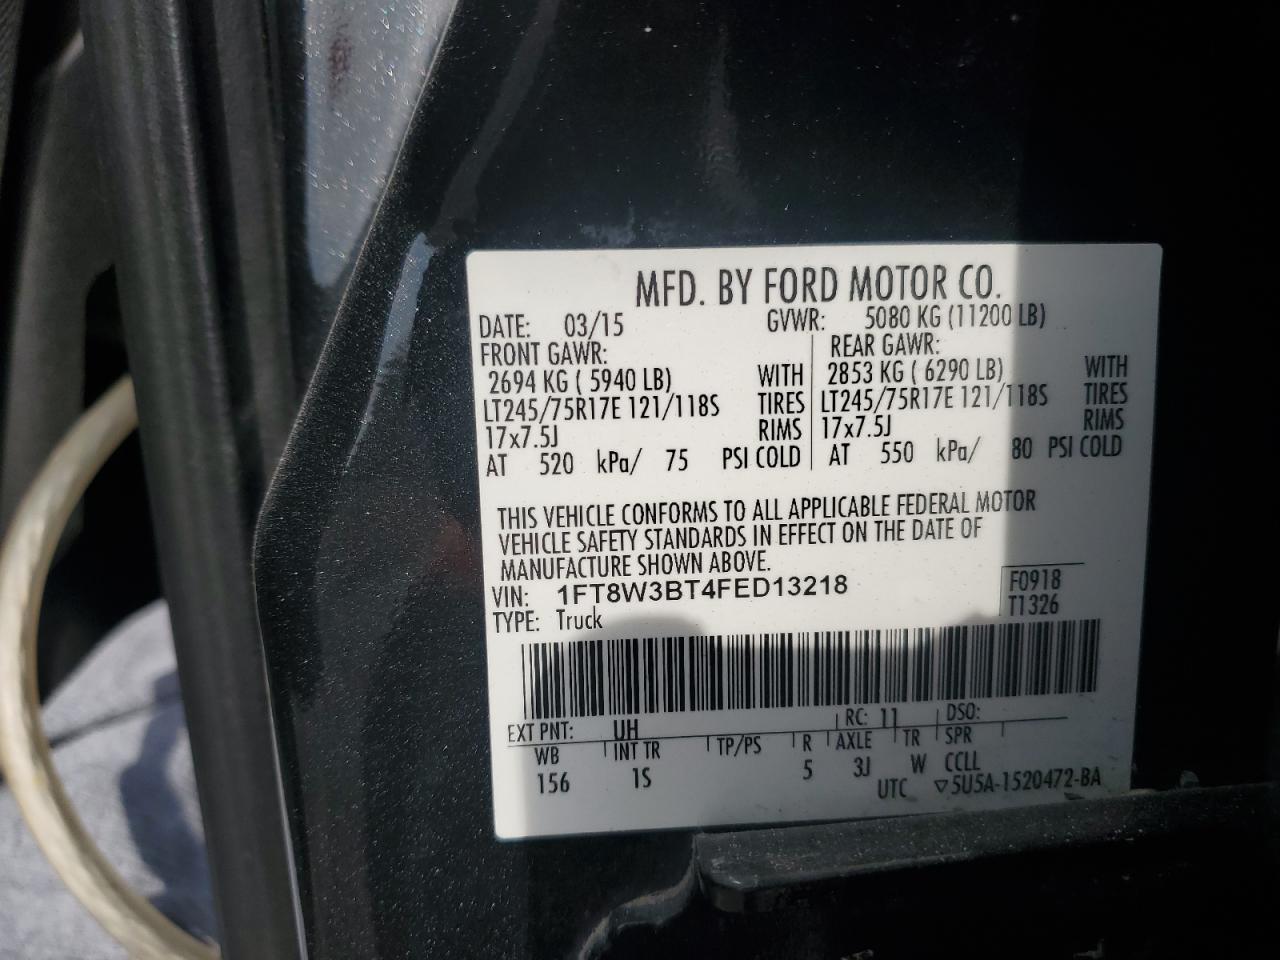 MFD. BY FORD MOTOR CO.
DATE: 03/15 GVWR: 5080 KG (11200 LB)
FRONT GAWR: REAR GAWR:
2694 KG ( 5940 LB) WITH 2853 KG ( 6290 LB) WITH
LT245/75R17E 121/118S TIRES LT245/75R17E 121/118S TIRES
17x7.5J RIMS 17x7.5J RIMS
AT 520 kPa/ 75 PSI COLD AT 550 kPa/ 80 PSI COLD
THIS VEHICLE CONFORMS TO ALL APPLICABLE FEDERAL MOTOR
VEHICLE SAFETY STANDARDS IN EFFECT ON THE DATE OF
MANUFACTURE SHOWN ABOVE.
VIN: 1FT8W3BT4FED13218 F0918
TYPE: Truck T1326
EXT PNT: UH RC: 11 DSO:
WB INT TR TP/PS R AXLE TR SPR
156 1S 5 3J W CCLL
UTC ▽5U5A-1520472-BA